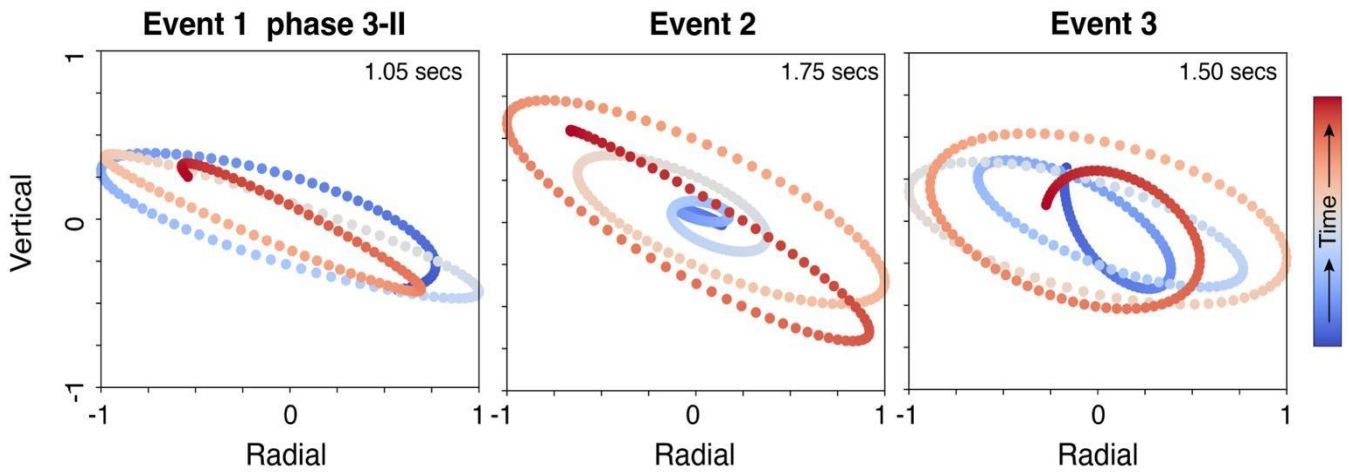 Event 1 phase 3-II
Event 2
Event 3
1.05 secs
1.75 secs
1.50 secs
Vertical
1
0
-1
-1
0
1
-1
0
1
-1
0
1
Radial
Radial
Radial
Time